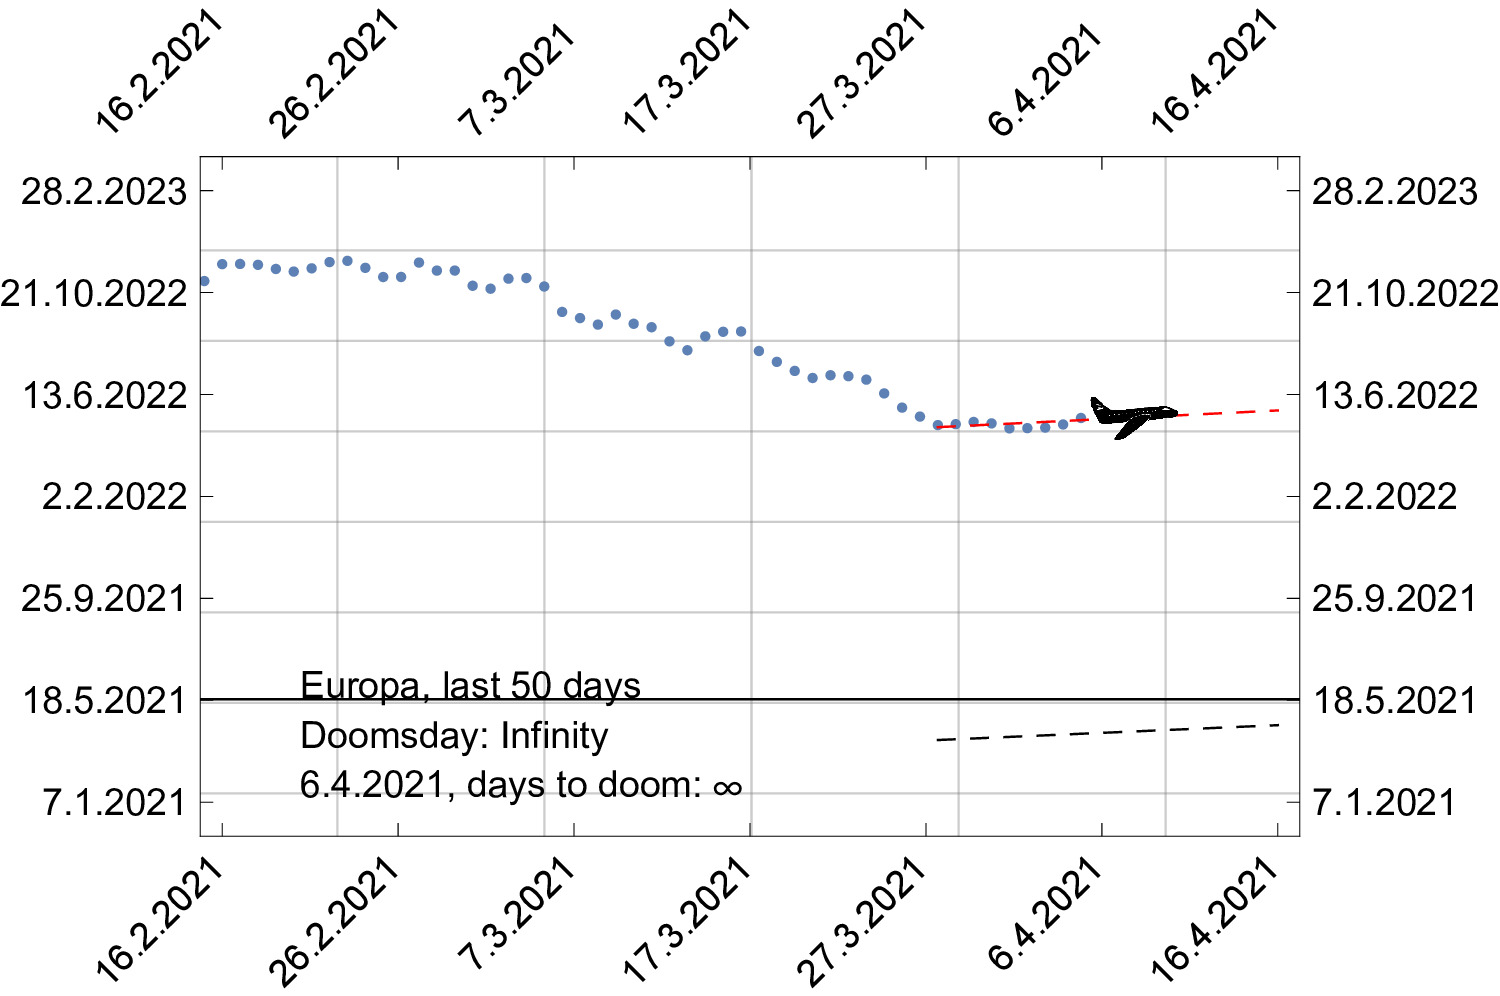 16.2.2021 26.2.2021 7.3.2021 17.3.2021 27.3.2021 6.4.2021 16.4.2021
28.2.2023 28.2.2023
21.10.2022 21.10.2022
13.6.2022 13.6.2022
2.2.2022 2.2.2022
25.9.2021 25.9.2021
Europa, last 50 days
18.5.2021 18.5.2021
Doomsday: Infinity
6.4.2021, days to doom: ∞
7.1.2021 7.1.2021
16.2.2021 26.2.2021 7.3.2021 17.3.2021 27.3.2021 6.4.2021 16.4.2021